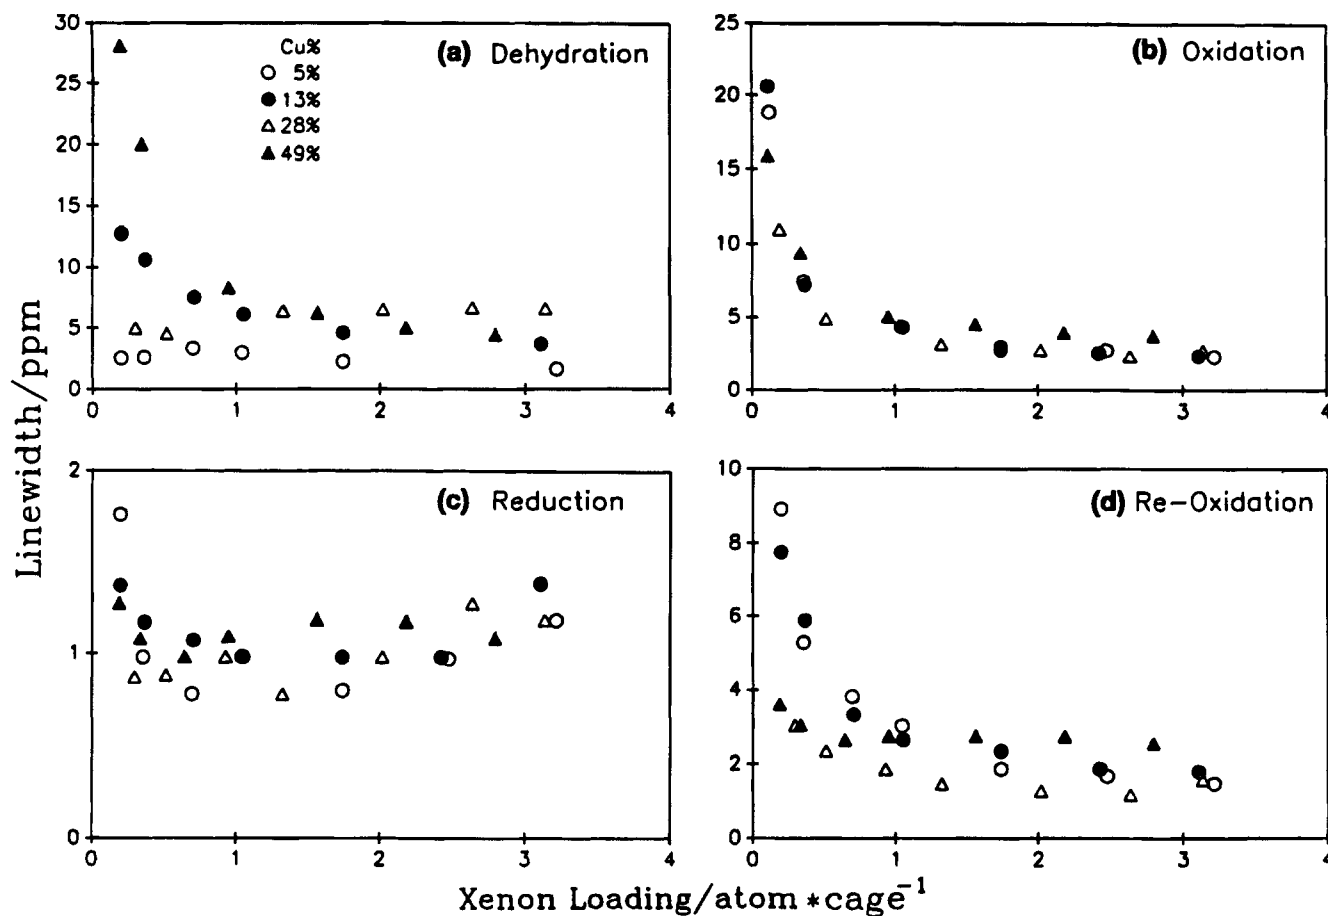 (a) Dehydration
Cu%
5%
13%
28%
49%
30
25
20
15
10
5
0
0 1 2 3 4
(b) Oxidation
25
20
15
10
5
0
0 1 2 3 4
(c) Reduction
2
1
0
0 1 2 3 4
(d) Re-Oxidation
10
8
6
4
2
0
0 1 2 3 4
Linewidth/ppm
Xenon Loading/atom*cage⁻¹